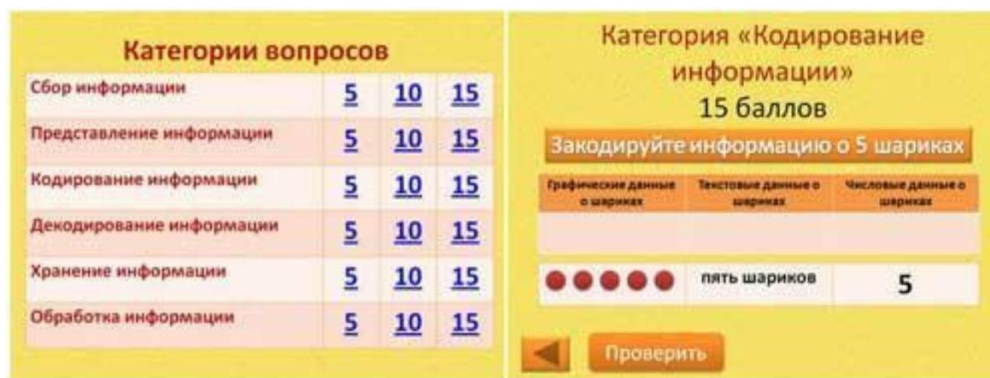 Категории вопросов
Сбор информации 5 10 15
Представление информации 5 10 15
Кодирование информации 5 10 15
Декодирование информации 5 10 15
Хранение информации 5 10 15
Обработка информации 5 10 15
Категория «Кодирование
информации»
15 баллов
Закодируйте информацию о 5 шариках
Графические данные Текстовые данные о Числовые данные о
о шариках шариках шариках
пять шариков 5
Проверить